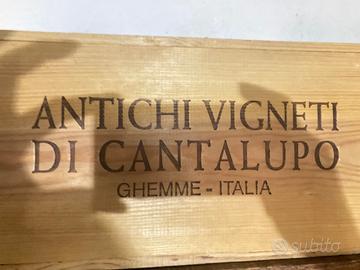 ANTICHI VIGNETI
DI CANTALUPO
GHEMME - ITALIA
subito